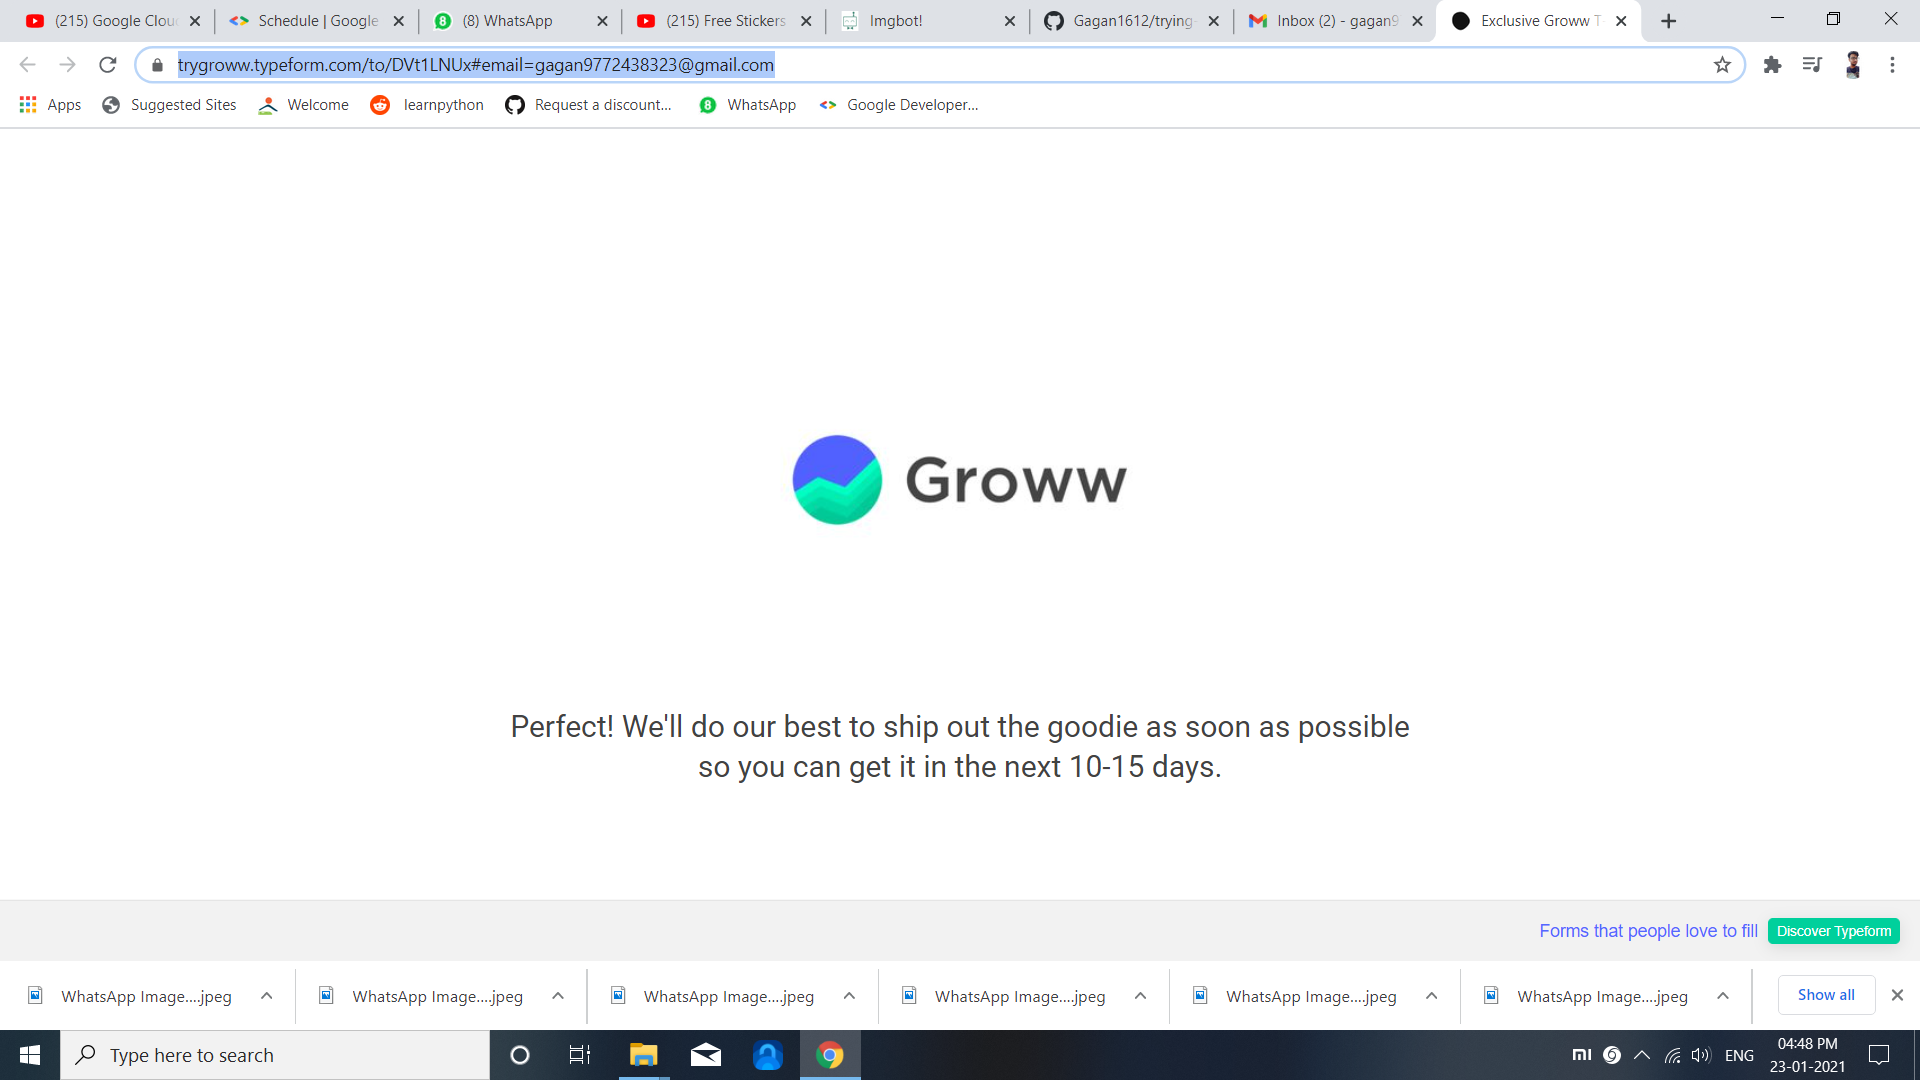 (215) Google Clou
Schedule | Google
(8) WhatsApp
(215) Free Stickers
Imgbot!
Gagan1612/trying-
Inbox (2) - gagan9
Exclusive Groww T
trygroww.typeform.com/to/DVt1LNUx#email=gagan9772438323@gmail.com
Apps
Suggested Sites
Welcome
learnpython
Request a discount...
8
WhatsApp
Google Developer...
Groww
Perfect! We'll do our best to ship out the goodie as soon as possible
so you can get it in the next 10-15 days.
Forms that people love to fill
Discover Typeform
WhatsApp Image....jpeg
WhatsApp Image....jpeg
WhatsApp Image....jpeg
WhatsApp Image....jpeg
WhatsApp Image....jpeg
WhatsApp Image....jpeg
Show all
Type here to search
mi
ENG
04:48 PM
23-01-2021